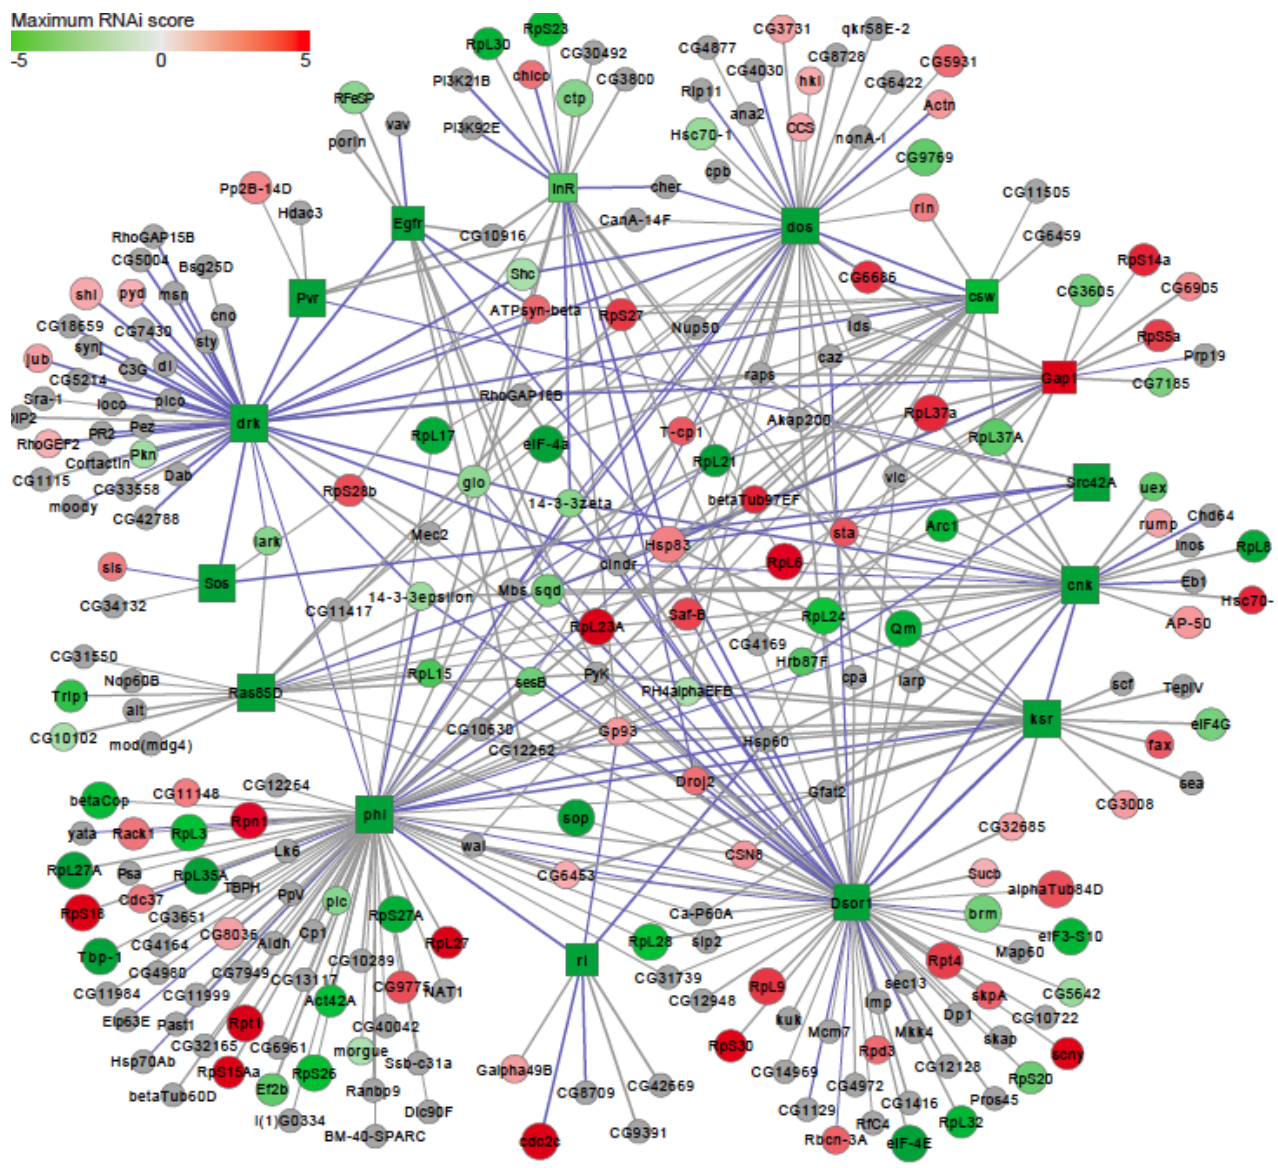 Maximum RNAi score
-5 0 5
RpL30
RpS23
CG30492
chico
CG3800
PI3K21B
ctp
PI3K92E
InR
cher
CanA-14F
CG10916
RFeSP
vav
porin
Egfr
Pp2B-14D
Hdac3
Pvr
CG3731
qkr58E-2
CG4877
CG8728
CG5931
CG4030
hkl
CG6422
Rip11
ana2
CCS
Actn
Hsc70-1
nonA-l
CG9769
cpb
dos
rin
CG11505
CG6459
CG6686
csw
RpS14a
CG3605
CG6905
RpS5a
Prp19
CG7185
Gap1
RhoGAP15B
CG5004
Bsg25D
shi
pyd
msn
cno
CG18659
CG7430
sty
synj
jub
C3G
dl
CG5214
Sra-1
loco
pico
drk
PR2
Pez
RhoGEF2
Pkn
Cortactin
CG1115
CG33558
Dab
moody
CG42788
Shc
ATPsyn-beta
RpS27
Nup50
Ids
caz
raps
RhoGAP18B
Akap200
RpL37a
RpL37A
RpL17
eIF-4a
T-cp1
RpL21
vic
Src42A
glo
RpS28b
14-3-3zeta
betaTub97EF
uex
rump
Chd64
Arc1
sta
Mec2
Hsp83
inos
RpL8
lark
cindr
RpL6
sls
Sos
CG34132
cnk
Eb1
Hsc70-
AP-50
14-3-3epsilon
Mbs
sqd
CG11417
RpL23A
Saf-B
RpL24
Qm
CG4169
Hrb87F
CG31550
Nop60B
Trip1
Ras85D
alt
CG10102
mod(mdg4)
RpL15
sesB
PyK
PH4alphaEFB
cpa
larp
scf
TepIV
ksr
eIF4G
fax
sea
CG3008
CG10630
CG12262
Gp93
Hsp60
Droj2
Gfat2
CG32685
betaCop
CG11148
CG12264
phl
yata
Rack1
RpL3
Rpn1
sop
wal
Lk6
CSN8
RpL27A
Psa
RpL35A
TBPH
CG6453
Cdc37
PpV
pic
RpS18
CG3651
RpS27A
CG8036
Aldh
Cp1
RpL27
Tbp-1
CG4164
CG10289
CG4980
CG7949
CG13117
CG9775
NAT1
CG11984
CG11999
Act42A
Elp63E
Past1
Rpt1
CG40042
CG32165
CG6961
morgue
Ssb-c31a
Hsp70Ab
RpS15Aa
RpS26
betaTub60D
Ef2b
Ranbp9
Dlc90F
l(1)G0334
BM-40-SPARC
Ca-P60A
RpL28
slp2
rl
CG31739
CG12948
Galpha49B
CG8709
CG42669
CG9391
cdc2c
Dsor1
Sucb
alphaTub84D
brm
eIF3-S10
Map60
Rpt4
RpL9
sec13
skpA
CG5642
kuk
Imp
Dp1
CG10722
Mcm7
Mkk4
skap
RpS30
Rpd3
scny
CG14969
CG4972
CG12128
RpS20
CG1129
CG1416
Pros45
RfC4
RpL32
Rbcn-3A
eIF-4E